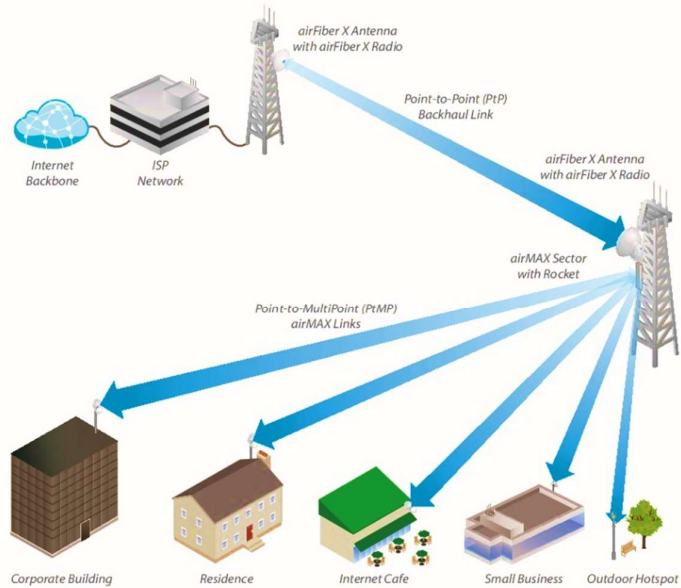 airFiber X Antenna
with airFiber X Radio
Point-to-Point (PtP)
Backhaul Link
Internet
Backbone
ISP
Network
airFiber X Antenna
with airFiber X Radio
airMAX Sector
with Rocket
Point-to-MultiPoint (PtMP)
airMAX Links
Corporate Building
Residence
Internet Cafe
Small Business
Outdoor Hotspot